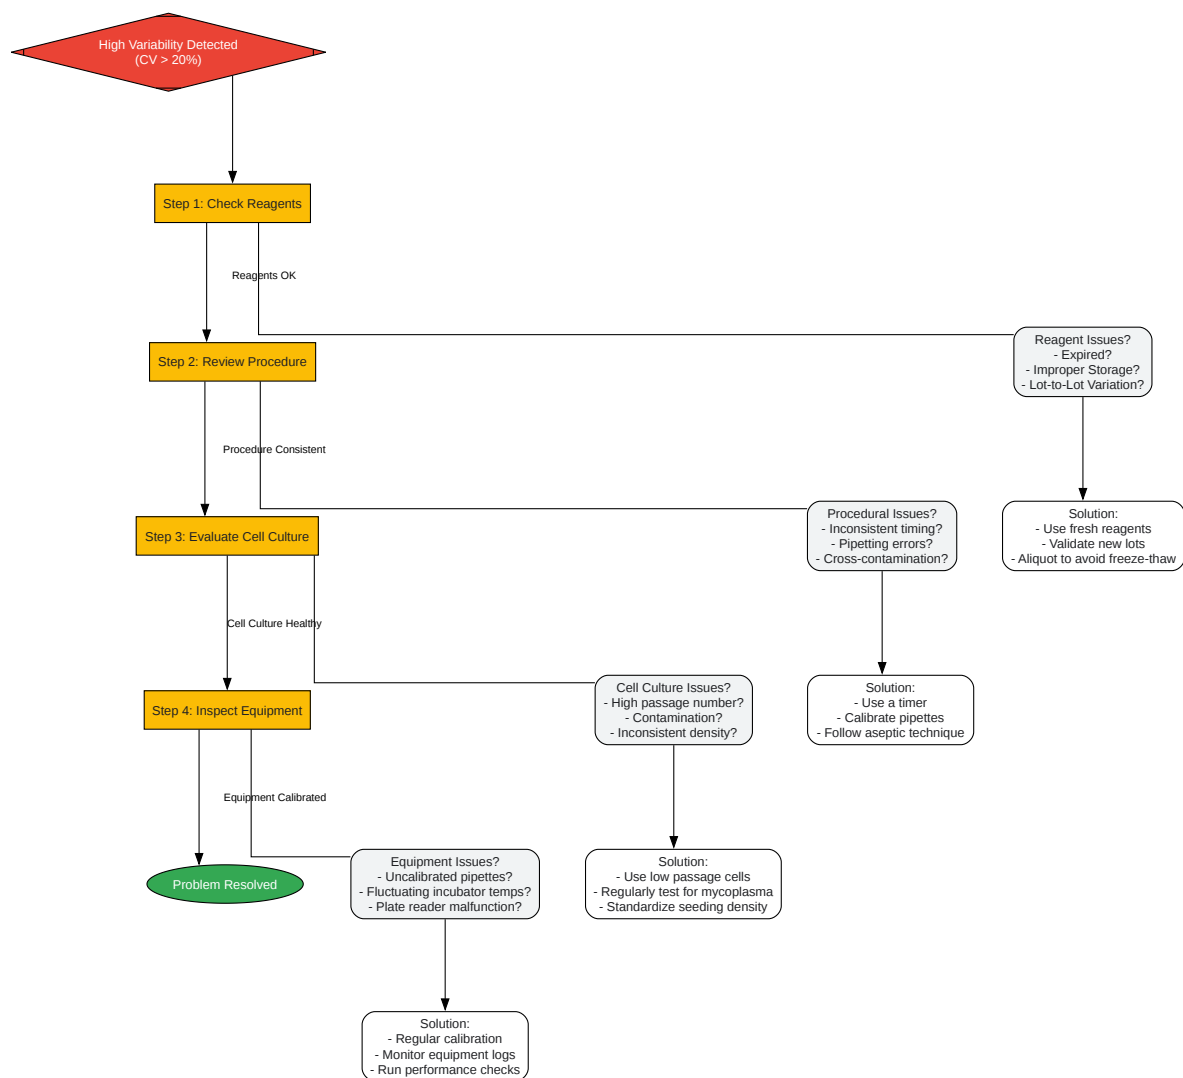 High Variability Detected
(CV > 20%)
Step 1: Check Reagents
Reagents OK
Reagent Issues?
- Expired?
- Improper Storage?
- Lot-to-Lot Variation?
Step 2: Review Procedure
Procedure Consistent
Procedural Issues?
- Inconsistent timing?
- Pipetting errors?
- Cross-contamination?
Solution:
- Use fresh reagents
- Validate new lots
- Aliquot to avoid freeze-thaw
Step 3: Evaluate Cell Culture
Cell Culture Healthy
Cell Culture Issues?
- High passage number?
- Contamination?
- Inconsistent density?
Solution:
- Use a timer
- Calibrate pipettes
- Follow aseptic technique
Step 4: Inspect Equipment
Equipment Calibrated
Problem Resolved
Equipment Issues?
- Uncalibrated pipettes?
- Fluctuating incubator temps?
- Plate reader malfunction?
Solution:
- Use low passage cells
- Regularly test for mycoplasma
- Standardize seeding density
Solution:
- Regular calibration
- Monitor equipment logs
- Run performance checks